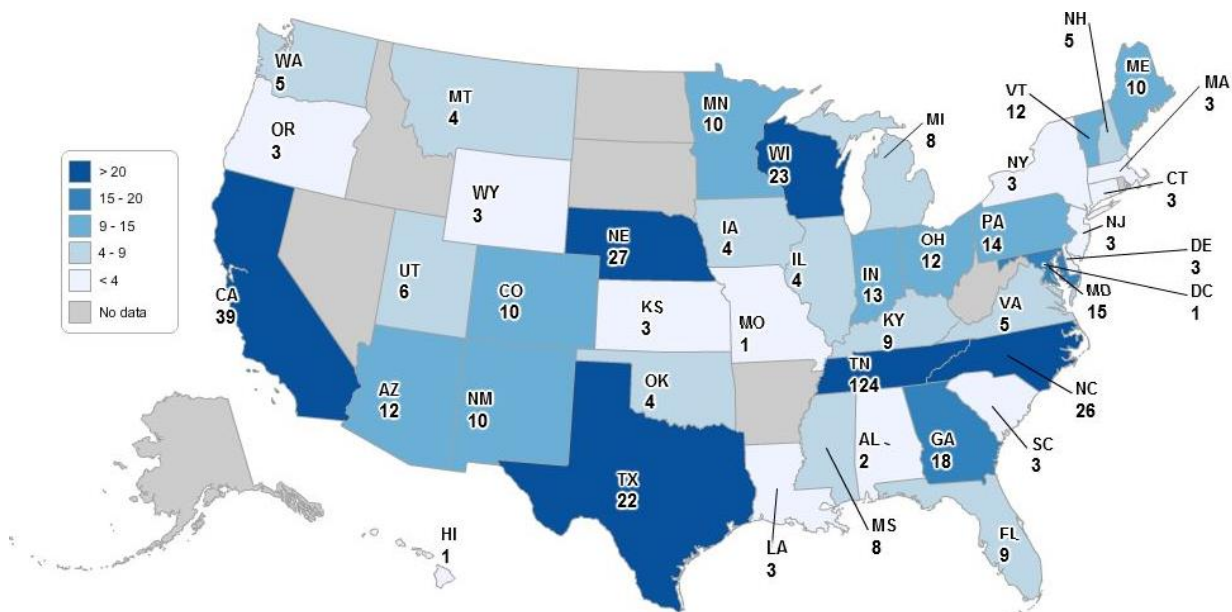 NH
5
ME
10
MA
3
VT
12
WA
5
MT
4
MN
10
MI
8
OR
3
WI
23
NY
3
CT
3
> 20
15 - 20
9 - 15
4 - 9
< 4
No data
WY
3
IA
4
PA
14
NJ
3
NE
27
OH
12
DE
3
IL
4
IN
13
MD
15
DC
1
UT
6
CO
10
CA
39
KS
3
MO
1
KY
9
VA
5
TN
124
NC
26
AZ
12
NM
10
OK
4
AL
2
GA
18
SC
3
TX
22
MS
8
LA
3
FL
9
HI
1